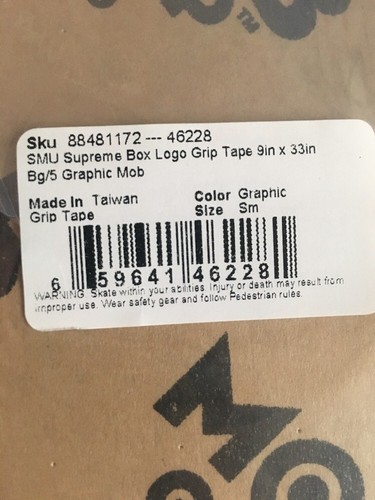 Sku 88481172 --- 46228
SMU Supreme Box Logo Grip Tape 9in x 33in
Bg/5 Graphic Mob
Made In Taiwan Color Graphic
Grip Tape Size Sm
6 59641 46228
WARNING. Skate within your abilities. Injury or death may result from
improper use. Wear safety gear and follow Pedestrian rules.
MO